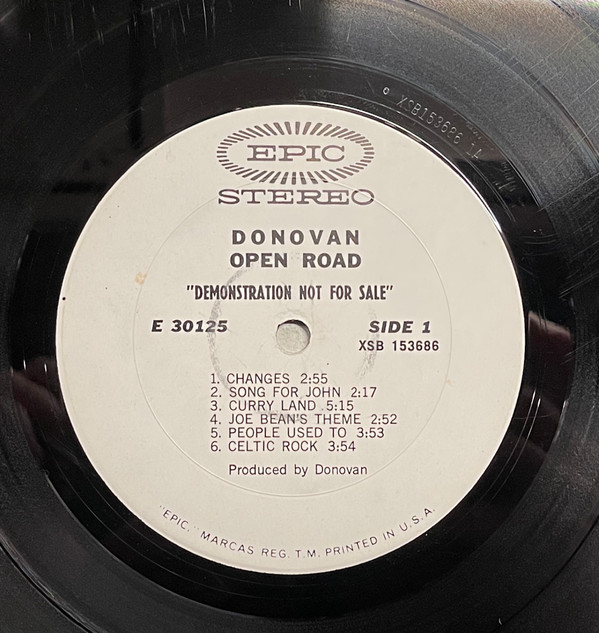 XSB153686 1A
EPIC
STEREO
DONOVAN
OPEN ROAD
"DEMONSTRATION NOT FOR SALE"
E 30125
SIDE 1
XSB 153686
1. CHANGES 2:55
2. SONG FOR JOHN 2:17
3. CURRY LAND 5:15
4. JOE BEAN'S THEME 2:52
5. PEOPLE USED TO 3:53
6. CELTIC ROCK 3:54
Produced by Donovan
"EPIC," MARCAS REG. T.M. PRINTED IN U.S.A.